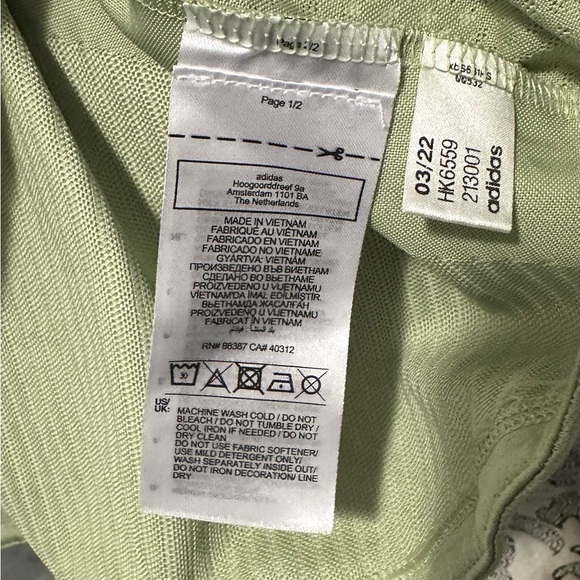 Page 1/2
adidas
Hoogoorddreef 9a
Amsterdam 1101 BA
The Netherlands
MADE IN VIETNAM
FABRIQUÉ AU VIÊTNAM
FABRICADO EN VIETNAM
FABRICADO NO VIETNAME
GYÁRTVA: VIETNÁM
ПРОИЗВЕДЕНО ВЪВ ВИЕТНАМ
СДЕЛАНО ВО ВЬЕТНАМЕ
PROIZVEDENO U VIJETNAMU
VİETNAM'DA İMAL EDİLMİŞTİR
ВЬЕТНАМДА ЖАСАЛҒАН
PROIZVEDENO U VIJETNAMU
FABRICAT ÎN VIETNAM
RN# 88387 CA# 40312
30
US/
UK:
MACHINE WASH COLD / DO NOT
BLEACH / DO NOT TUMBLE DRY /
COOL IRON IF NEEDED / DO NOT
DRY CLEAN
DO NOT USE FABRIC SOFTENER/
USE MILD DETERGENT ONLY/
WASH SEPARATELY INSIDE OUT/
DO NOT IRON DECORATION/ LINE
DRY
03/22
HK6559
213001
adidas